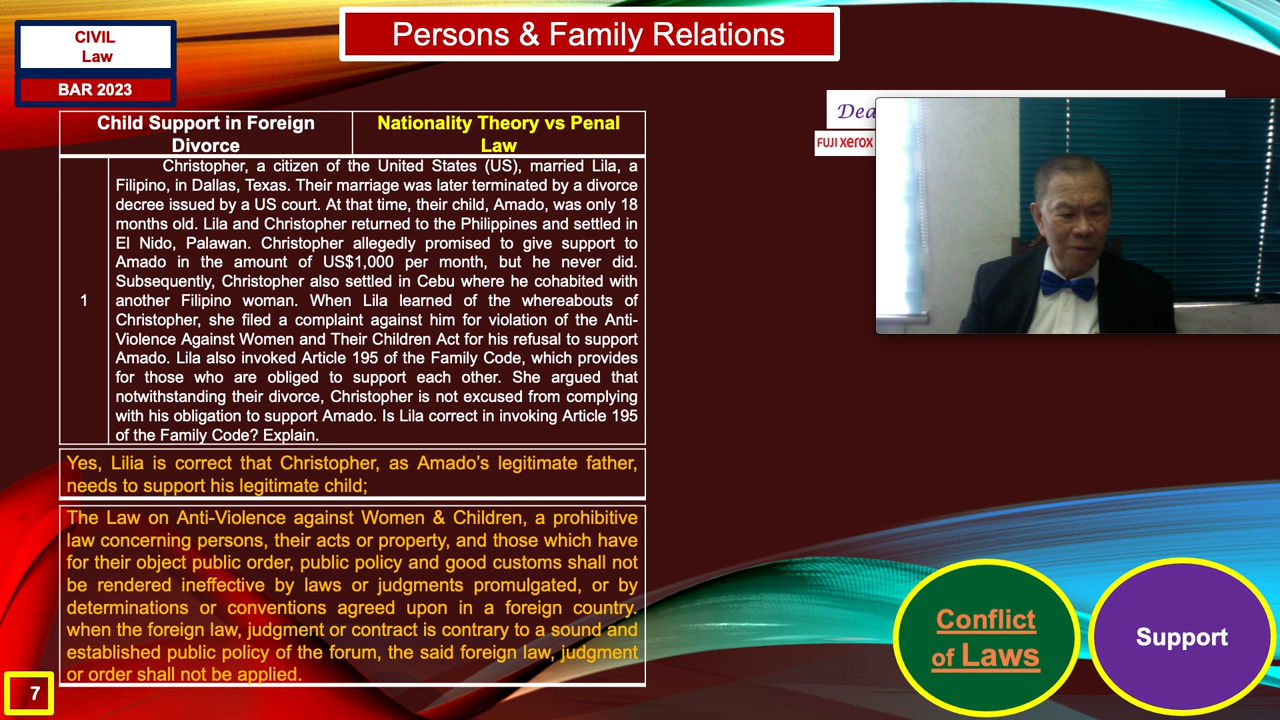 Persons & Family Relations
CIVIL
Law
BAR 2023
Child Support in Foreign
Divorce
Nationality Theory vs Penal
Law
Dea
FUJI xerox
1
Christopher, a citizen of the United States (US), married Lila, a
Filipino, in Dallas, Texas. Their marriage was later terminated by a divorce
decree issued by a US court. At that time, their child, Amado, was only 18
months old. Lila and Christopher returned to the Philippines and settled in
El Nido, Palawan. Christopher allegedly promised to give support to
Amado in the amount of US$1,000 per month, but he never did.
Subsequently, Christopher also settled in Cebu where he cohabited with
another Filipino woman. When Lila learned of the whereabouts of
Christopher, she filed a complaint against him for violation of the Anti-
Violence Against Women and Their Children Act for his refusal to support
Amado. Lila also invoked Article 195 of the Family Code, which provides
for those who are obliged to support each other. She argued that
notwithstanding their divorce, Christopher is not excused from complying
with his obligation to support Amado. Is Lila correct in invoking Article 195
of the Family Code? Explain.
Yes, Lilia is correct that Christopher, as Amado's legitimate father,
needs to support his legitimate child;
The Law on Anti-Violence against Women & Children, a prohibitive
law concerning persons, their acts or property, and those which have
for their object public order, public policy and good customs shall not
be rendered ineffective by laws or judgments promulgated, or by
determinations or conventions agreed upon in a foreign country.
when the foreign law, judgment or contract is contrary to a sound and
established public policy of the forum, the said foreign law, judgment
or order shall not be applied.
Conflict
of Laws
Support
7